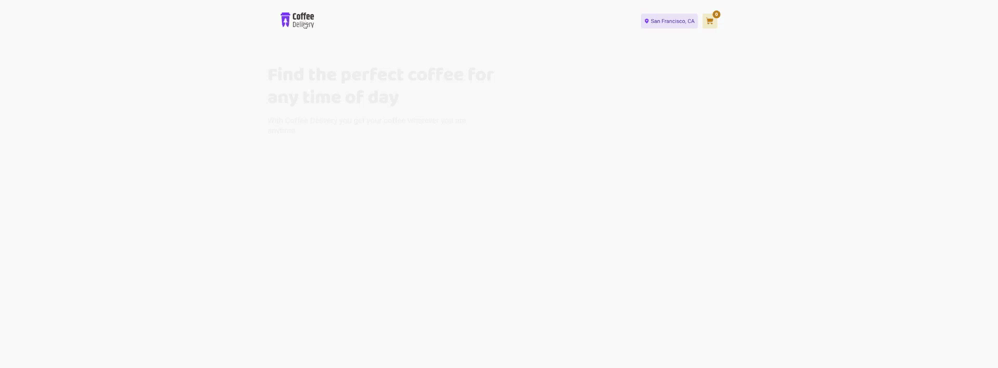 Coffee
Delivery
San Francisco, CA
0
Find the perfect coffee for
any time of day
With Coffee Delivery you get your coffee wherever you are,